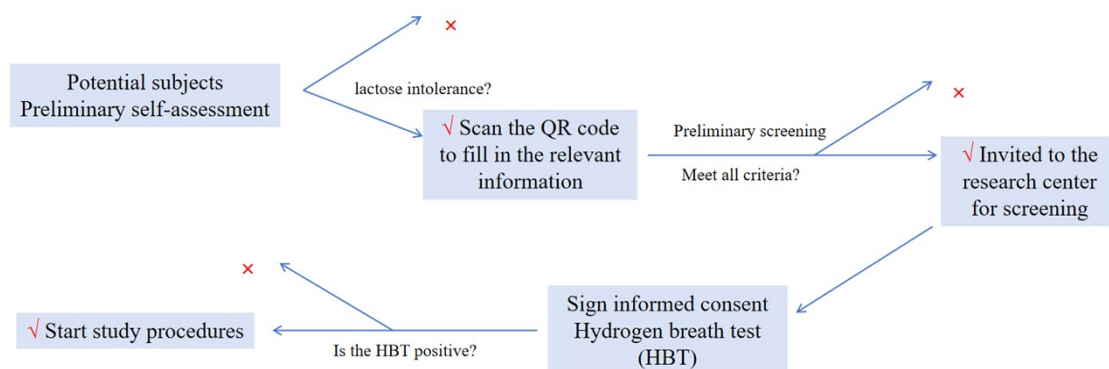 ×
Potential subjects
Preliminary self-assessment
lactose intolerance?
√ Scan the QR code
to fill in the relevant
information
Preliminary screening
Meet all criteria?
×
√ Invited to the
research center
for screening
Sign informed consent
Hydrogen breath test
(HBT)
Is the HBT positive?
×
√ Start study procedures